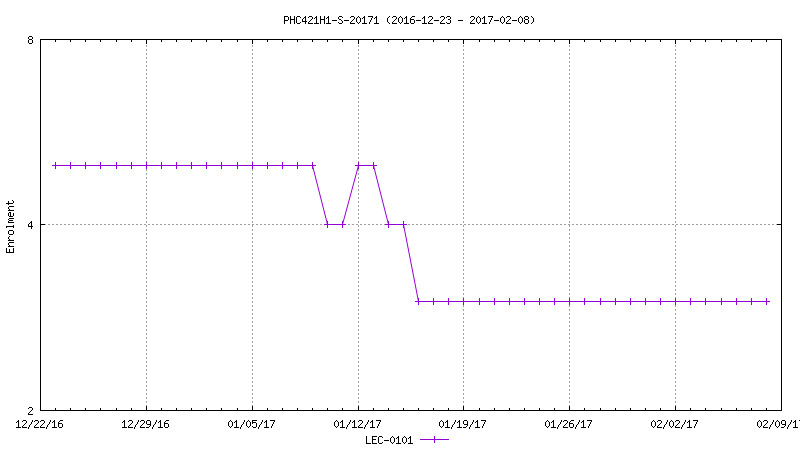 PHC421H1-S-20171 (2016-12-23 - 2017-02-08)
8
4
2
Enrolment
12/22/16 12/29/16 01/05/17 01/12/17 01/19/17 01/26/17 02/02/17 02/09/1
LEC-0101